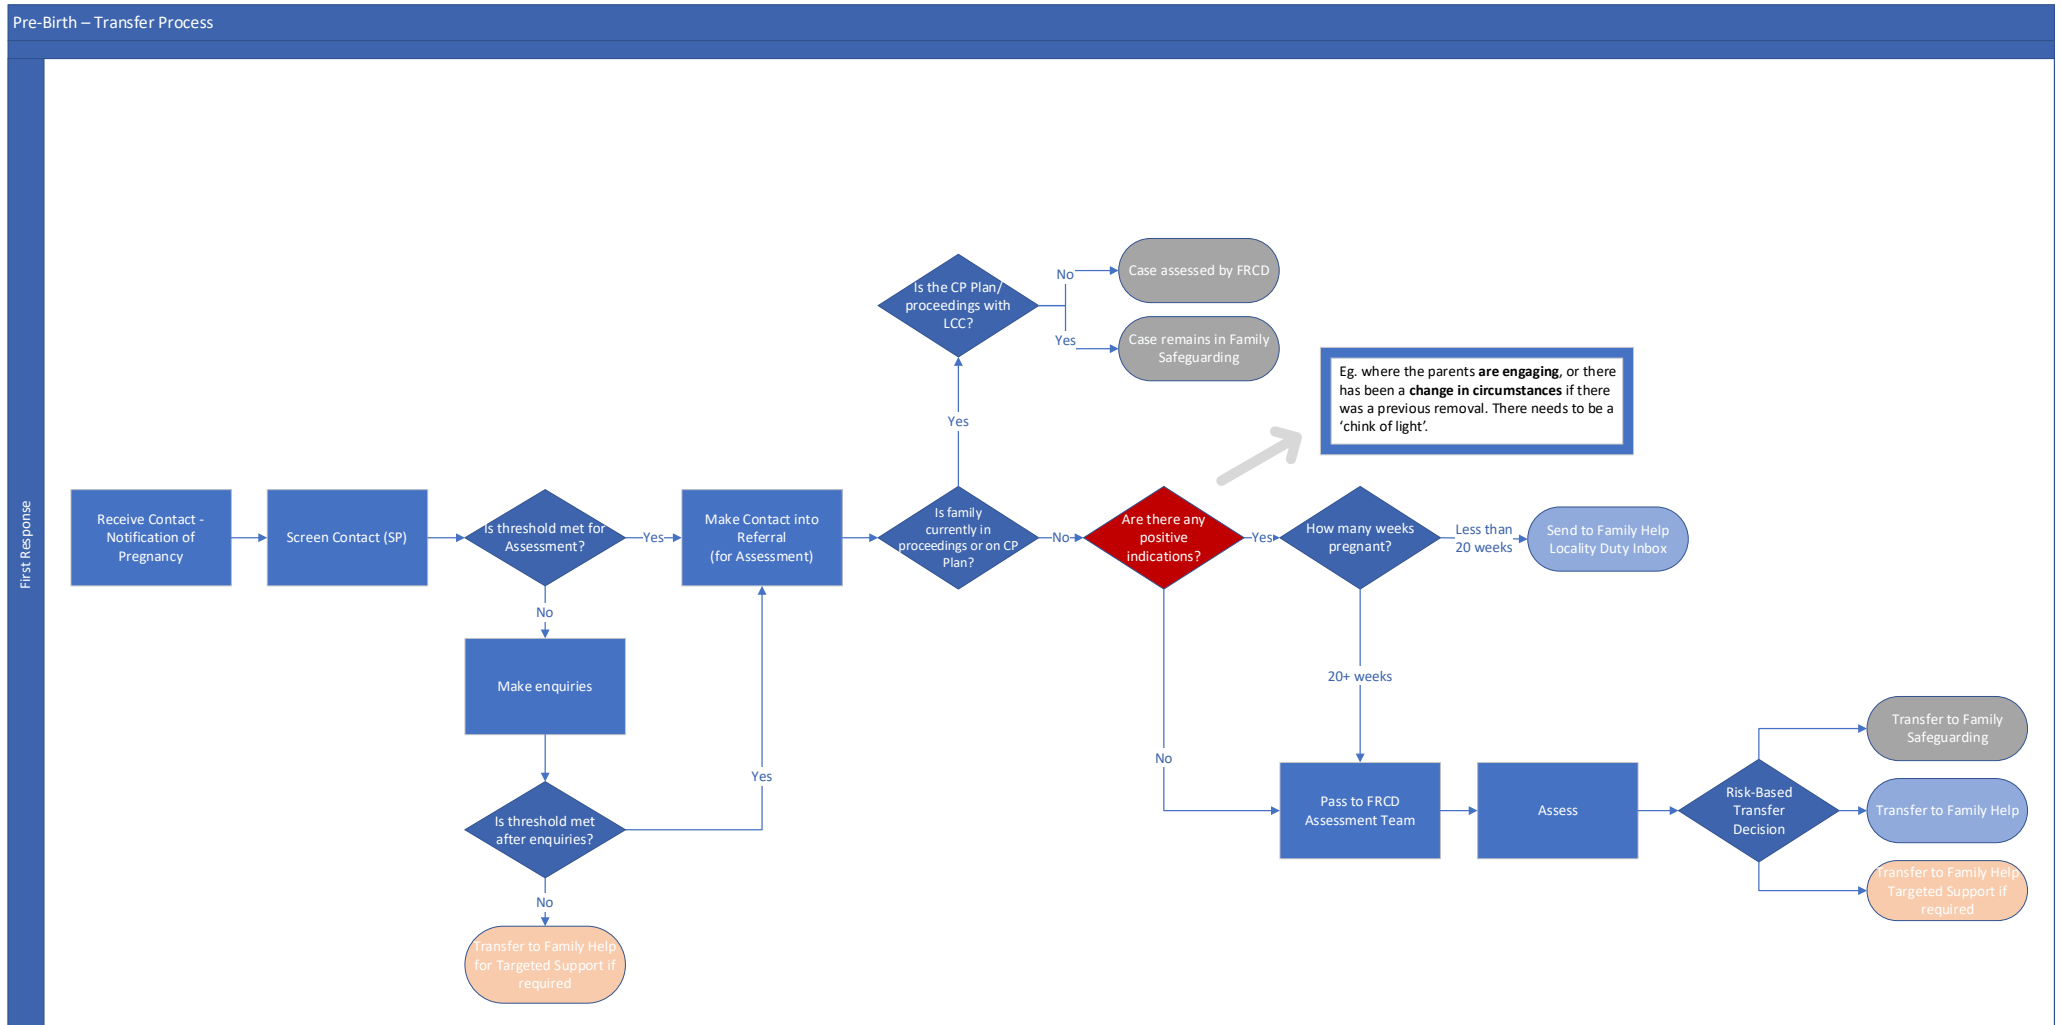 Pre-Birth – Transfer Process
First Response
Receive Contact -
Notification of
Pregnancy
Screen Contact (SP)
Is threshold met for
Assessment?
Yes
Make Contact into
Referral
(for Assessment)
No
Make enquiries
Is threshold met
after enquiries?
Yes
No
Transfer to Family Help
for Targeted Support if
required
Is family
currently in
proceedings or on CP
Plan?
Yes
Is the CP Plan/
proceedings with
LCC?
No
Case assessed by FRCD
Yes
Case remains in Family
Safeguarding
No
Are there any
positive
indications?
Eg. where the parents are engaging, or there
has been a change in circumstances if there
was a previous removal. There needs to be a
‘chink of light’.
Yes
How many weeks
pregnant?
Less than
20 weeks
Send to Family Help
Locality Duty Inbox
20+ weeks
No
Pass to FRCD
Assessment Team
Assess
Risk-Based
Transfer
Decision
Transfer to Family
Safeguarding
Transfer to Family Help
Transfer to Family Help
Targeted Support if
required